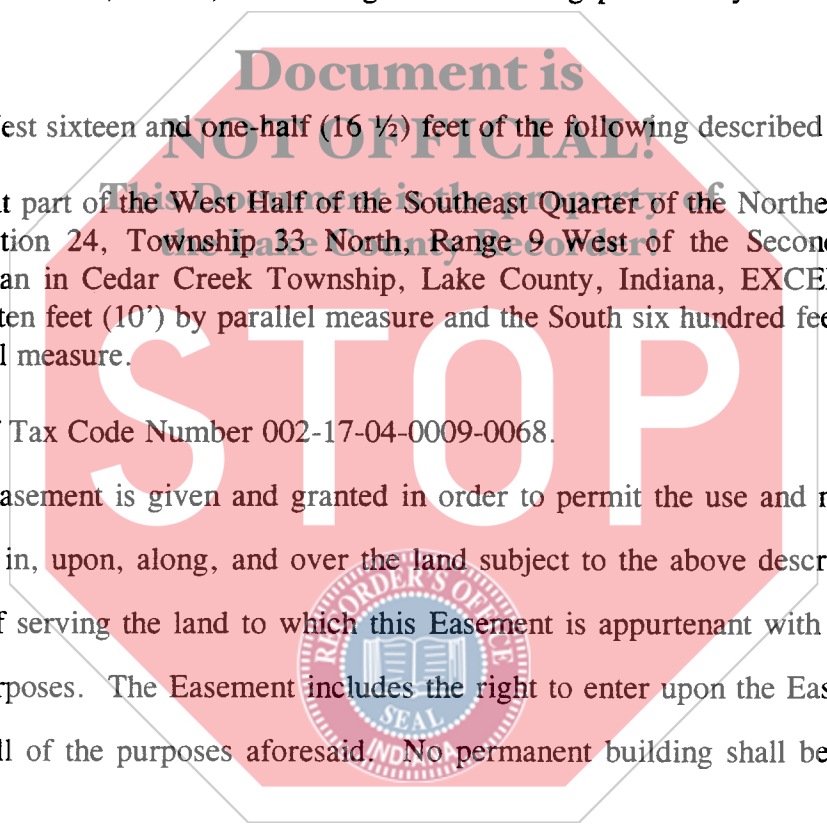 Document is
est sixteen and one-half (16 ½) feet of the following described
NOT OFFICIAL!
t part of the West Half of the Southeast Quarter of the Northe
This Document is the property of
tion 24, Township 33 North, Range 9 West of the Secon
the Lake County Recorder!
an in Cedar Creek Township, Lake County, Indiana, EXCE
ten feet (10’) by parallel measure and the South six hundred fee
l measure.
STOP
Tax Code Number 002-17-04-0009-0068.
asement is given and granted in order to permit the use and
in, upon, along, and over the land subject to the above descr
f serving the land to which this Easement is appurtenant with
rposes. The Easement includes the right to enter upon the Eas
ll of the purposes aforesaid. No permanent building shall be
RECORDER'S OFFICE
SEAL
INDIANA